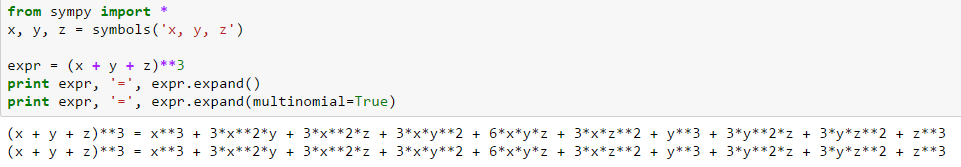 from sympy import *
x, y, z = symbols('x, y, z')
expr = (x + y + z)**3
print expr, '=', expr.expand()
print expr, '=', expr.expand(multinomial=True)
(x + y + z)**3 = x**3 + 3*x**2*y + 3*x**2*z + 3*x*y**2 + 6*x*y*z + 3*x*z**2 + y**3 + 3*y**2*z + 3*y*z**2 + z**3
(x + y + z)**3 = x**3 + 3*x**2*y + 3*x**2*z + 3*x*y**2 + 6*x*y*z + 3*x*z**2 + y**3 + 3*y**2*z + 3*y*z**2 + z**3